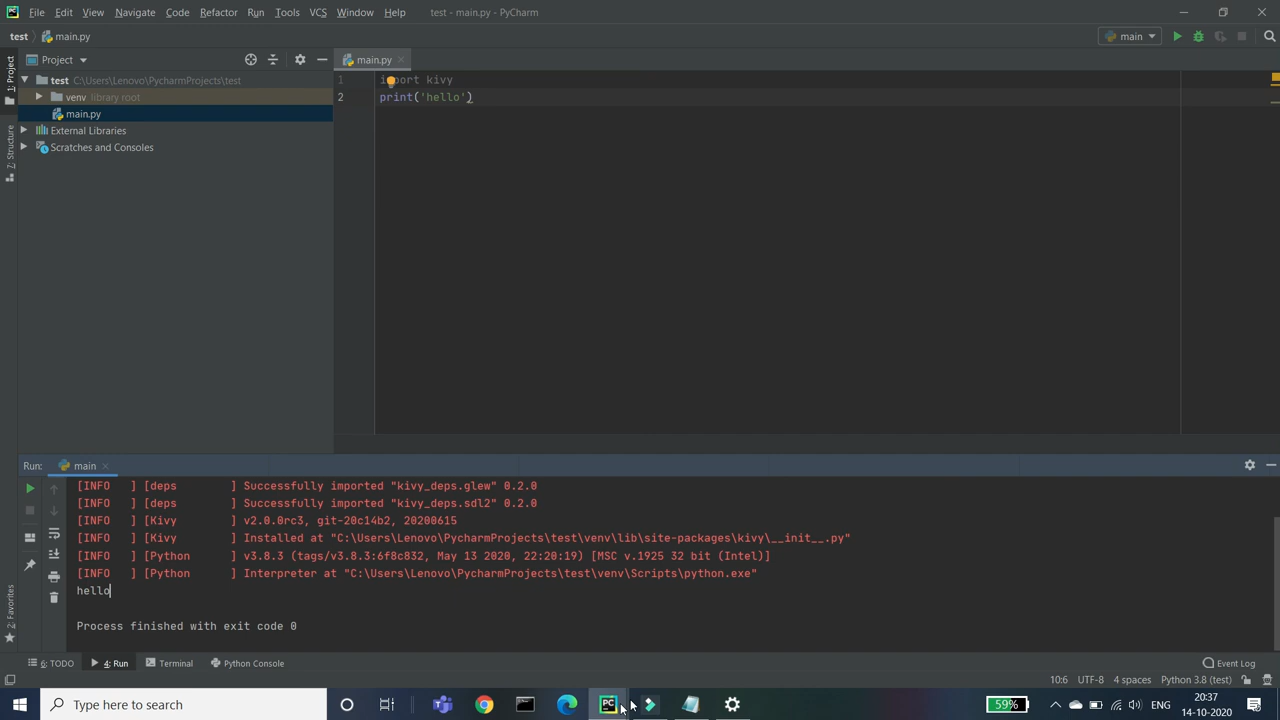 File Edit View Navigate Code Refactor Run Tools VCS Window Help test - main.py - PyCharm
test main.py main
1: Project Project main.py
test C:\Users\Lenovo\PycharmProjects\test
venv library root
main.py
External Libraries
Scratches and Consoles
1 import kivy
2 print('hello')
7: Structure
Run: main
[INFO ] [deps ] Successfully imported "kivy_deps.glew" 0.2.0
[INFO ] [deps ] Successfully imported "kivy_deps.sdl2" 0.2.0
[INFO ] [Kivy ] v2.0.0rc3, git-20c14b2, 20200615
[INFO ] [Kivy ] Installed at "C:\Users\Lenovo\PycharmProjects\test\venv\lib\site-packages\kivy\__init__.py"
[INFO ] [Python ] v3.8.3 (tags/v3.8.3:6f8c832, May 13 2020, 22:20:19) [MSC v.1925 32 bit (Intel)]
[INFO ] [Python ] Interpreter at "C:\Users\Lenovo\PycharmProjects\test\venv\Scripts\python.exe"
hello
Process finished with exit code 0
2: Favorites
6: TODO 4: Run Terminal Python Console Event Log
10:6 UTF-8 4 spaces Python 3.8 (test)
Type here to search PC 59% ENG 20:37
14-10-2020